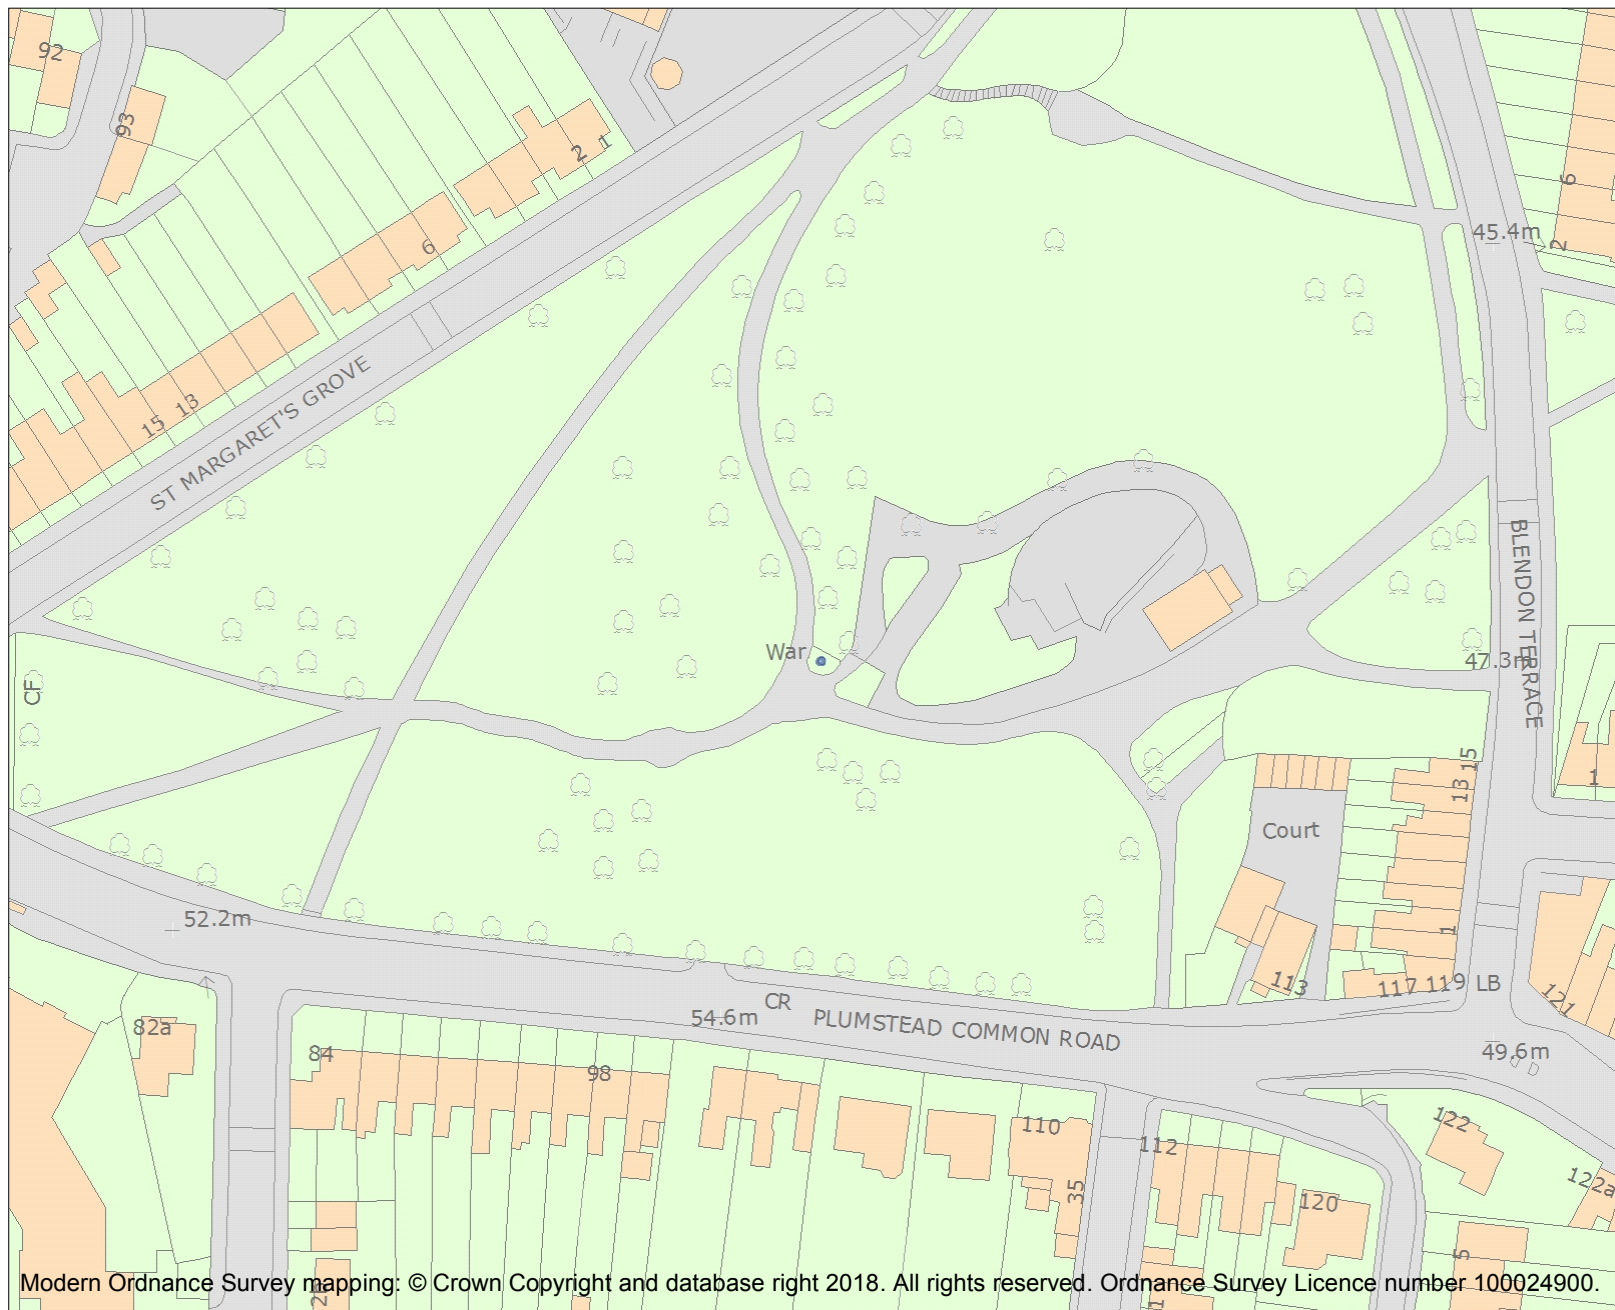 92
93
2 1
6
6
45.4m
2
15 13
ST MARGARET'S GROVE
BLENDON TERRACE
War
47.3m
CF
15
13
1
Court
52.2m
1
113
117 119 LB
121
CR
54.6m
PLUMSTEAD COMMON ROAD
82a
84
98
49.6m
110
112
122
122a
35
120
5
1
Modern Ordnance Survey mapping: © Crown Copyright and database right 2018. All rights reserved. Ordnance Survey Licence number 100024900.